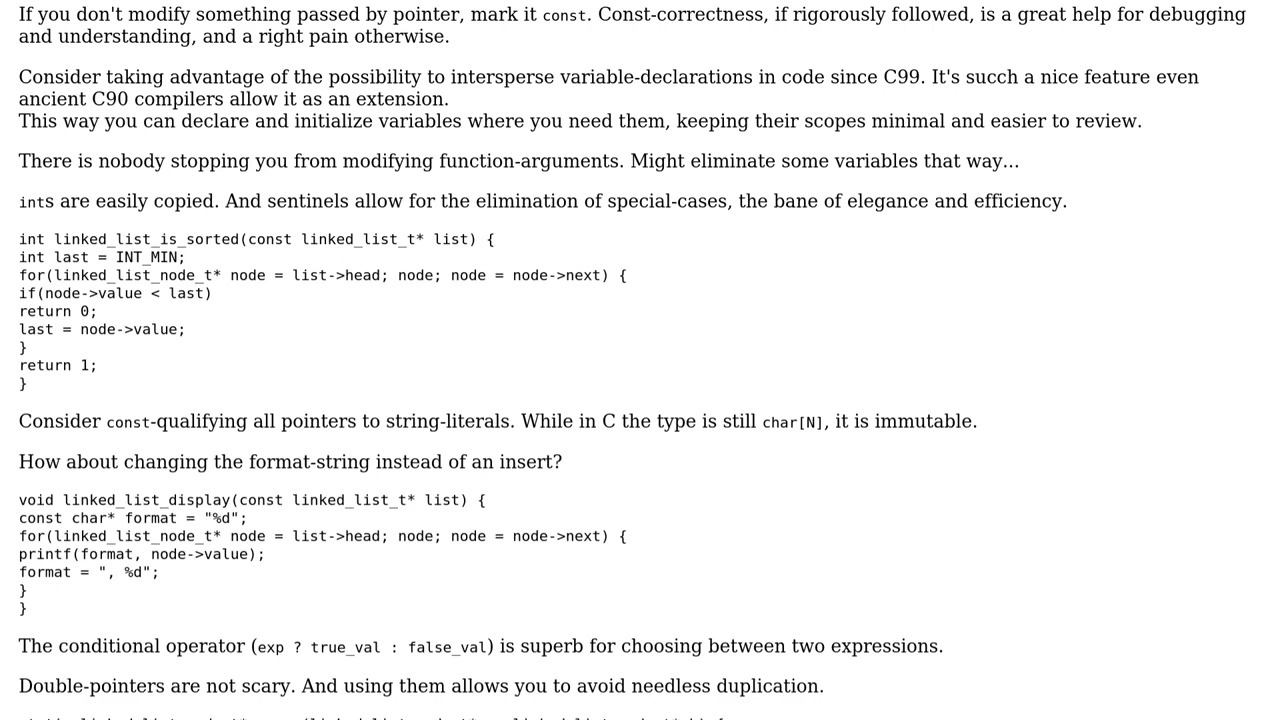 If you don't modify something passed by pointer, mark it const. Const-correctness, if rigorously followed, is a great help for debugging
and understanding, and a right pain otherwise.
Consider taking advantage of the possibility to intersperse variable-declarations in code since C99. It's succh a nice feature even
ancient C90 compilers allow it as an extension.
This way you can declare and initialize variables where you need them, keeping their scopes minimal and easier to review.
There is nobody stopping you from modifying function-arguments. Might eliminate some variables that way...
ints are easily copied. And sentinels allow for the elimination of special-cases, the bane of elegance and efficiency.
int linked_list_is_sorted(const linked_list_t* list) {
int last = INT_MIN;
for(linked_list_node_t* node = list->head; node; node = node->next) {
if(node->value < last)
return 0;
last = node->value;
}
return 1;
}
Consider const-qualifying all pointers to string-literals. While in C the type is still char[N], it is immutable.
How about changing the format-string instead of an insert?
void linked_list_display(const linked_list_t* list) {
const char* format = "%d";
for(linked_list_node_t* node = list->head; node; node = node->next) {
printf(format, node->value);
format = ", %d";
}
}
The conditional operator (exp ? true_val : false_val) is superb for choosing between two expressions.
Double-pointers are not scary. And using them allows you to avoid needless duplication.